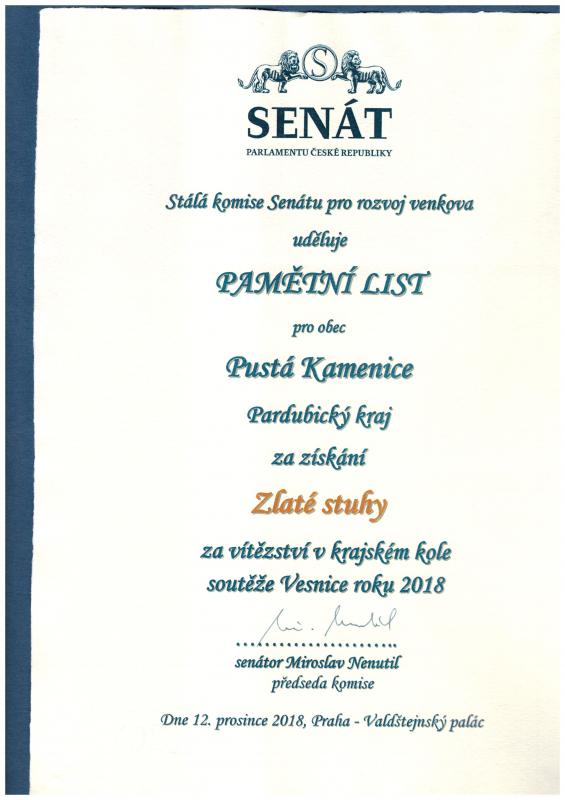 S
SENÁT
PARLAMENTU ČESKÉ REPUBLIKY
Stálá komise Senátu pro rozvoj venkova
uděluje
PAMĚTNÍ LIST
pro obec
Pustá Kamenice
Pardubický kraj
za získání
Zlaté stuhy
za vítězství v krajském kole
soutěže Vesnice roku 2018
senátor Miroslav Nenutil
předseda komise
Dne 12. prosince 2018, Praha - Valdštejnský palác